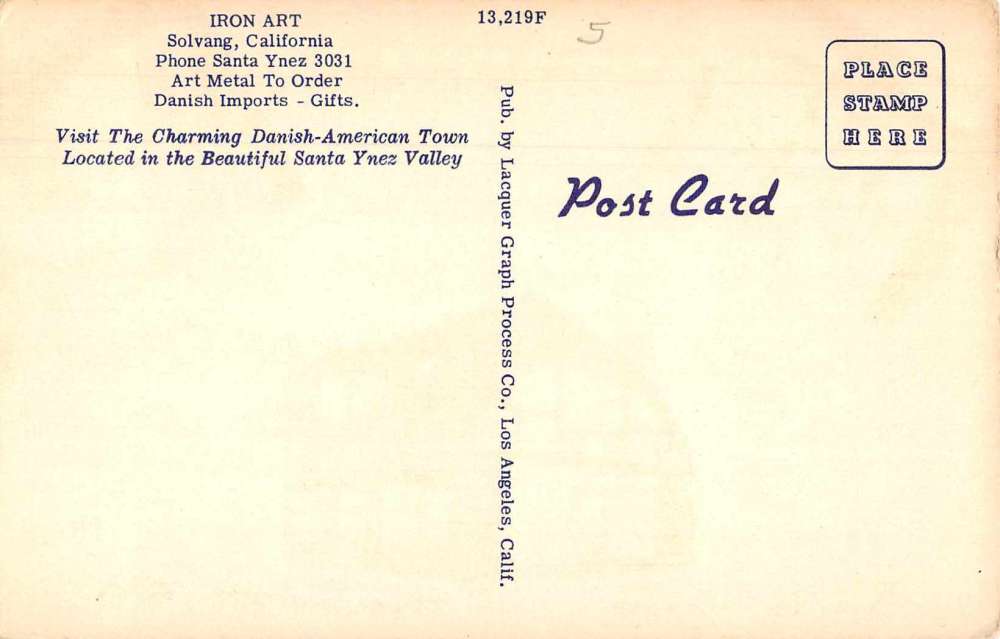 IRON ART
Solvang, California
Phone Santa Ynez 3031
Art Metal To Order
Danish Imports - Gifts.
Visit The Charming Danish-American Town
Located in the Beautiful Santa Ynez Valley
13,219F
5
Pub. by Lacquer Graph Process Co., Los Angeles, Calif.
PLACE
STAMP
HERE
Post Card